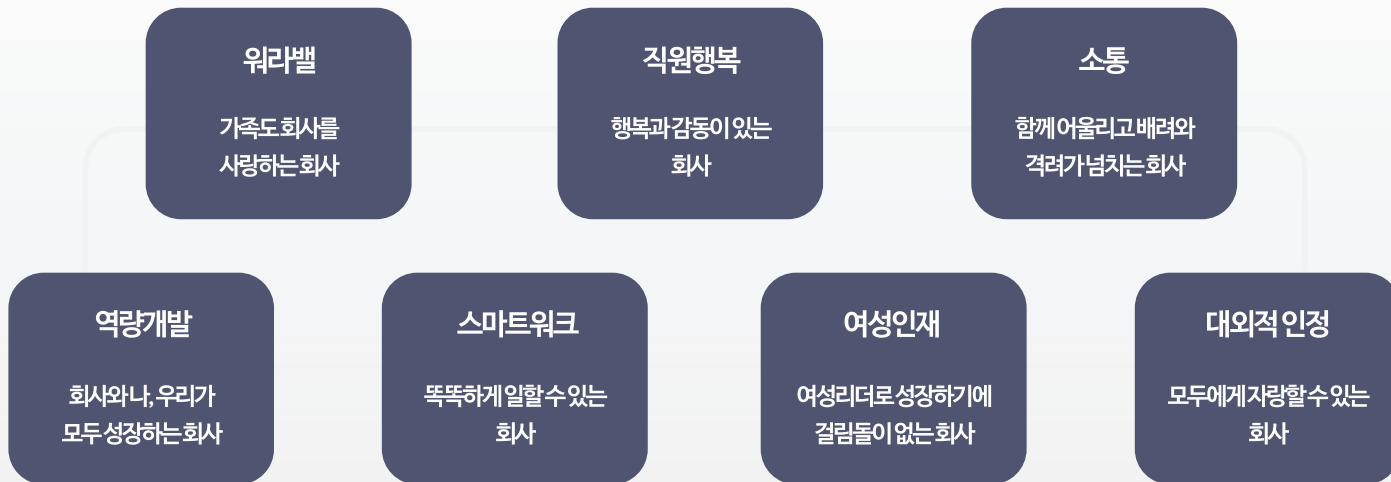 워라밸
가족도 회사를
사랑하는 회사
직원행복
행복과 감동이 있는
회사
소통
함께 어울리고 배려와
격려가 넘치는 회사
역량개발
회사와 나, 우리가
모두 성장하는 회사
스마트워크
똑똑하게 일할 수 있는
회사
여성인재
여성리더로 성장하기에
걸림돌이 없는 회사
대외적 인정
모두에게 자랑할 수 있는
회사